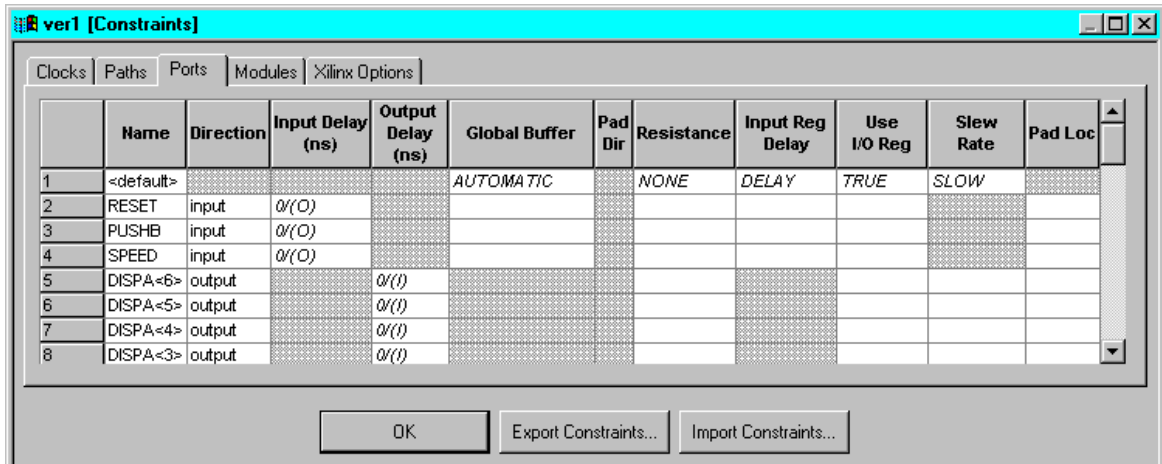 ver1 [Constraints]
Clocks Paths Ports Modules Xilinx Options
Name Direction Input Delay (ns) Output Delay (ns) Global Buffer Pad Dir Resistance Input Reg Delay Use I/O Reg Slew Rate Pad Loc
1 <default> AUTOMATIC NONE DELAY TRUE SLOW
2 RESET input 0/(O)
3 PUSHB input 0/(O)
4 SPEED input 0/(O)
5 DISPA<6> output 0/(I)
6 DISPA<5> output 0/(I)
7 DISPA<4> output 0/(I)
8 DISPA<3> output 0/(I)
OK Export Constraints... Import Constraints...